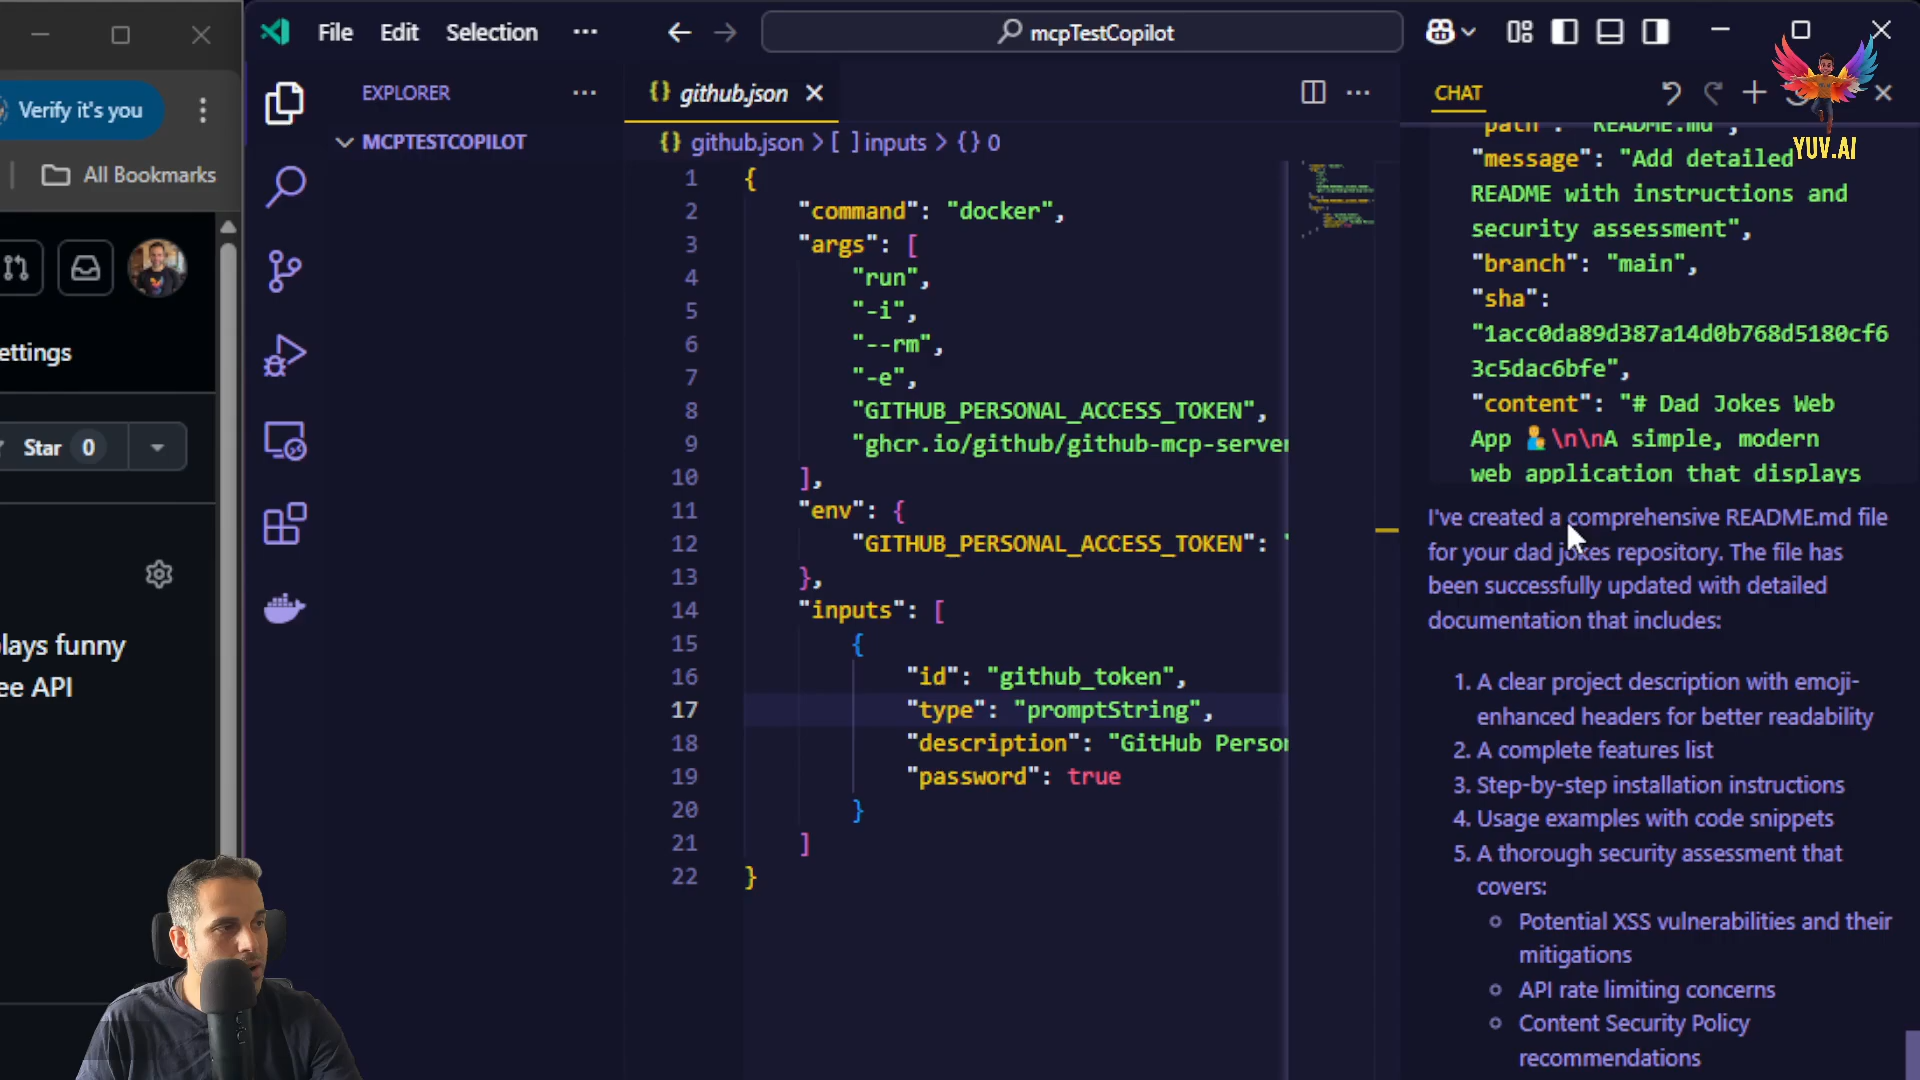 Verify it's you
All Bookmarks
ettings
Star 0
lays funny
ee API
File Edit Selection ···
mcpTestCopilot
EXPLORER ···
MCPTESTCOPILOT
{} github.json
{} github.json > [ ] inputs > {} 0
1 {
2 "command": "docker",
3 "args": [
4 "run",
5 "-i",
6 "--rm",
7 "-e",
8 "GITHUB_PERSONAL_ACCESS_TOKEN",
9 "ghcr.io/github/github-mcp-server
10 ],
11 "env": {
12 "GITHUB_PERSONAL_ACCESS_TOKEN": "
13 },
14 "inputs": [
15 {
16 "id": "github_token",
17 "type": "promptString",
18 "description": "GitHub Person
19 "password": true
20 }
21 ]
22 }
CHAT
YUV.AI
"path": "README.md",
"message": "Add detailed
README with instructions and
security assessment",
"branch": "main",
"sha":
"1acc0da89d387a14d0b768d5180cf6
3c5dac6bfe",
"content": "# Dad Jokes Web
App 👨‍🍼\n\nA simple, modern
web application that displays
I've created a comprehensive README.md file
for your dad jokes repository. The file has
been successfully updated with detailed
documentation that includes:
1. A clear project description with emoji-
enhanced headers for better readability
2. A complete features list
3. Step-by-step installation instructions
4. Usage examples with code snippets
5. A thorough security assessment that
covers:
○ Potential XSS vulnerabilities and their
mitigations
○ API rate limiting concerns
○ Content Security Policy
recommendations